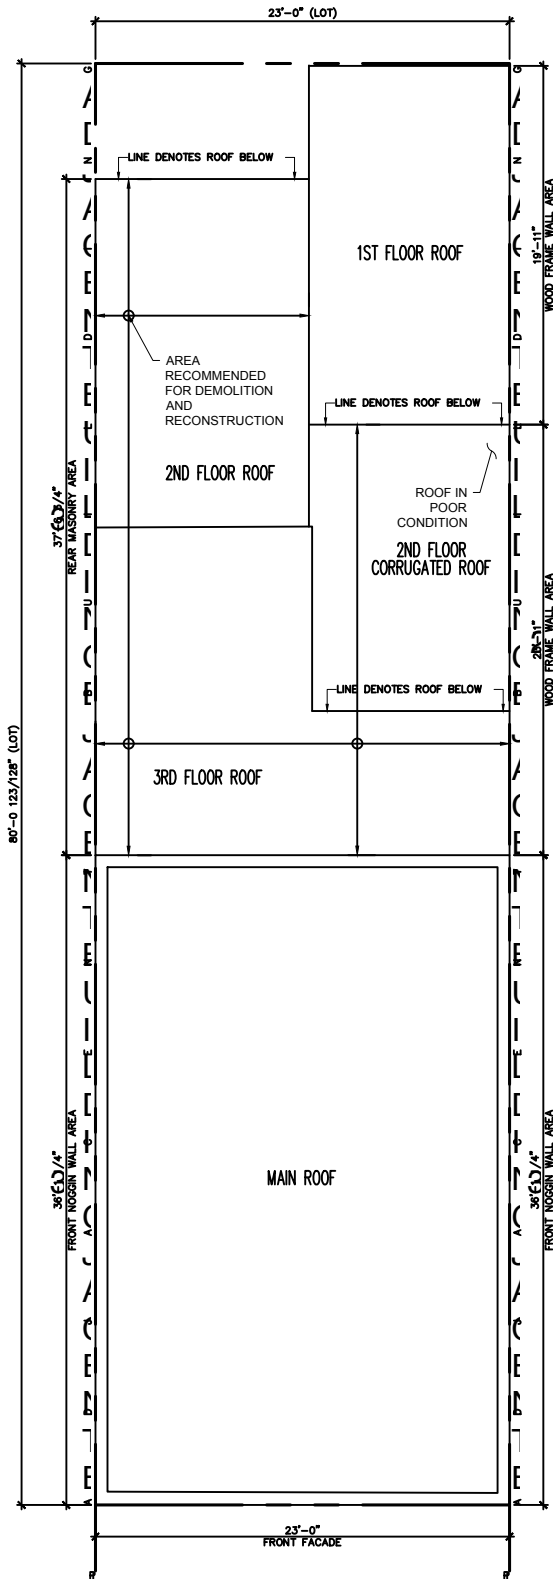 23'-0" (LOT)
LINE DENOTES ROOF BELOW
1ST FLOOR ROOF
19'-11"
WOOD FRAME WALL AREA
AREA
RECOMMENDED
FOR DEMOLITION
AND
RECONSTRUCTION
LINE DENOTES ROOF BELOW
2ND FLOOR ROOF
ROOF IN
POOR
CONDITION
REAR MASONRY AREA
2ND FLOOR
CORRUGATED ROOF
WOOD FRAME WALL AREA
LINE DENOTES ROOF BELOW
80'-0 123/128" (LOT)
3RD FLOOR ROOF
MAIN ROOF
FRONT NOGGIN WALL AREA
FRONT NOGGIN WALL AREA
23'-0"
FRONT FACADE